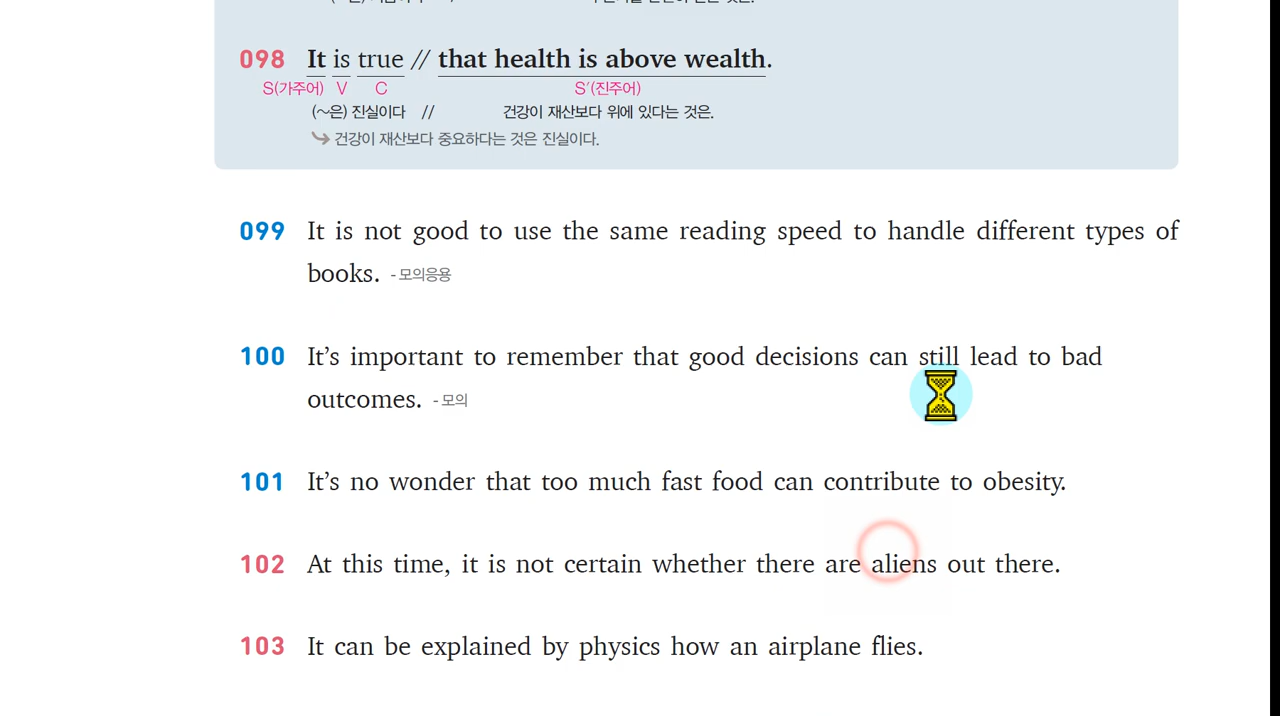 098 It is true // that health is above wealth.
S(가주어) V C S′(진주어)
(～은) 진실이다 // 건강이 재산보다 위에 있다는 것은.
건강이 재산보다 중요하다는 것은 진실이다.
099 It is not good to use the same reading speed to handle different types of
books. - 모의응용
100 It’s important to remember that good decisions can still lead to bad
outcomes. - 모의
101 It’s no wonder that too much fast food can contribute to obesity.
102 At this time, it is not certain whether there are aliens out there.
103 It can be explained by physics how an airplane flies.